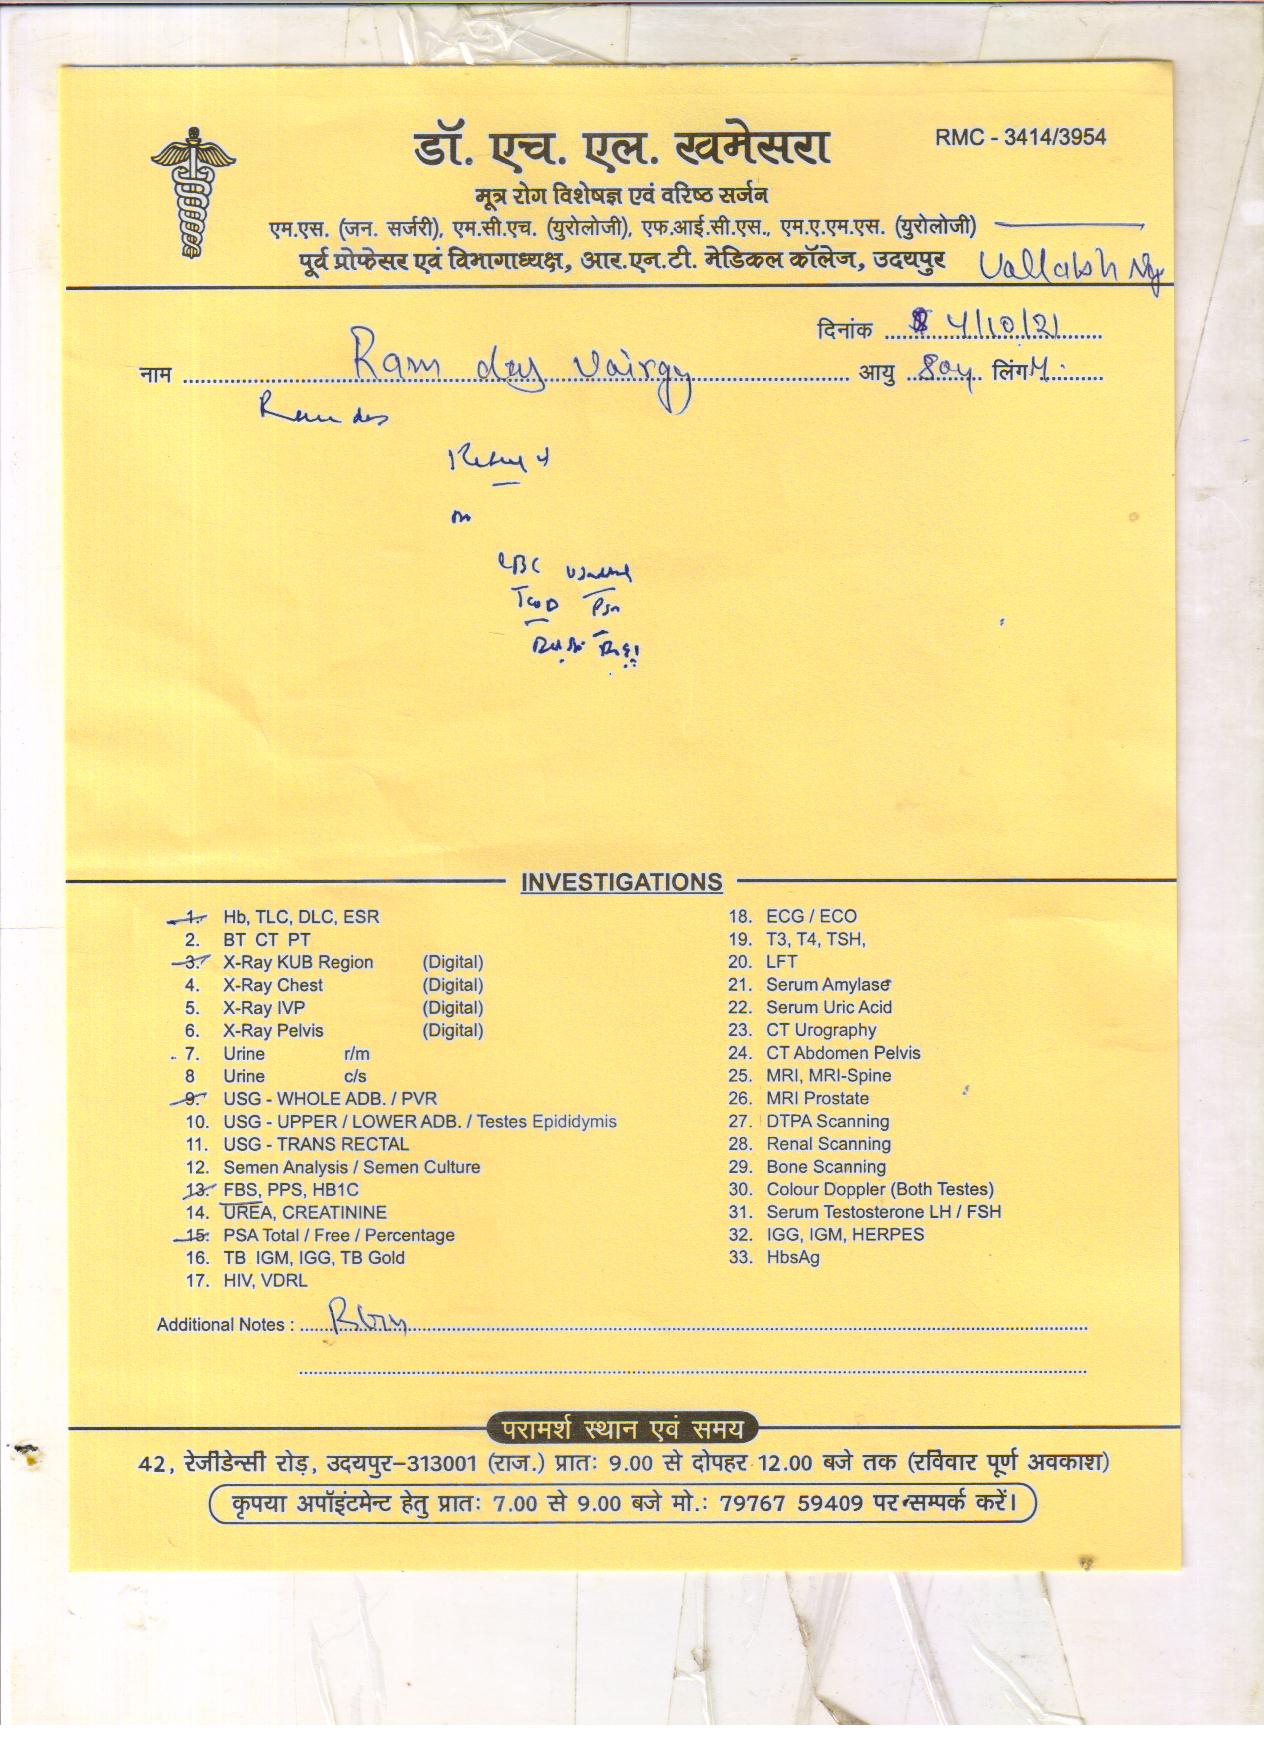 डॉ. एच. एल. खमेसरा
RMC - 3414/3954
मूत्र रोग विशेषज्ञ एवं वरिष्ठ सर्जन
एम.एस. (जन. सर्जरी), एम.सी.एच. (युरोलोजी), एफ.आई.सी.एस., एम.ए.एम.एस. (युरोलोजी)
पूर्व प्रोफेसर एवं विभागाध्यक्ष, आर.एन.टी. मेडिकल कॉलेज, उदयपुर
दिनांक 4/10/21
नाम Ram das Vairgy आयु 80y लिंग M
INVESTIGATIONS
1. Hb, TLC, DLC, ESR
2. BT CT PT
3. X-Ray KUB Region (Digital)
4. X-Ray Chest (Digital)
5. X-Ray IVP (Digital)
6. X-Ray Pelvis (Digital)
7. Urine r/m
8 Urine c/s
9. USG - WHOLE ADB. / PVR
10. USG - UPPER / LOWER ADB. / Testes Epididymis
11. USG - TRANS RECTAL
12. Semen Analysis / Semen Culture
13. FBS, PPS, HB1C
14. UREA, CREATININE
15. PSA Total / Free / Percentage
16. TB IGM, IGG, TB Gold
17. HIV, VDRL
18. ECG / ECO
19. T3, T4, TSH,
20. LFT
21. Serum Amylase
22. Serum Uric Acid
23. CT Urography
24. CT Abdomen Pelvis
25. MRI, MRI-Spine
26. MRI Prostate
27. DTPA Scanning
28. Renal Scanning
29. Bone Scanning
30. Colour Doppler (Both Testes)
31. Serum Testosterone LH / FSH
32. IGG, IGM, HERPES
33. HbsAg
Additional Notes :
परामर्श स्थान एवं समय
42, रेजीडेन्सी रोड़, उदयपुर-313001 (राज.) प्रातः 9.00 से दोपहर 12.00 बजे तक (रविवार पूर्ण अवकाश)
कृपया अपॉइंटमेन्ट हेतु प्रातः 7.00 से 9.00 बजे मो.: 79767 59409 पर सम्पर्क करें।